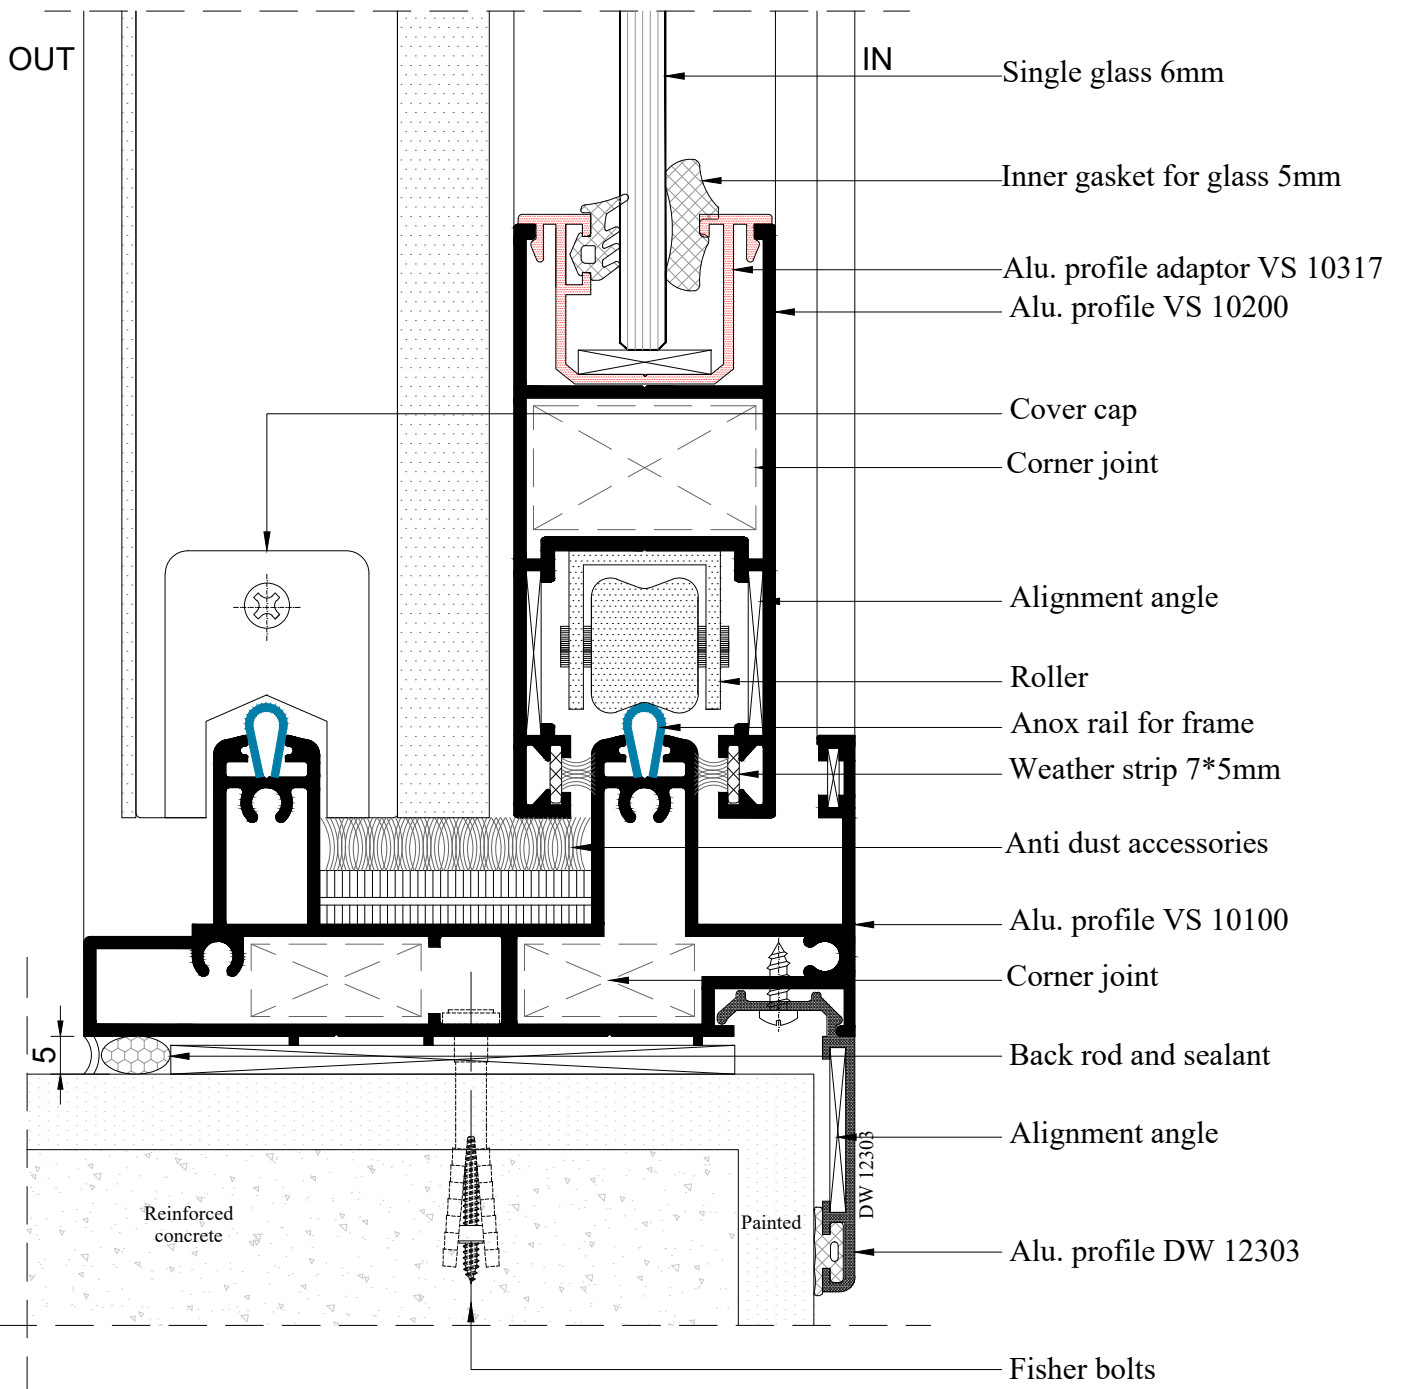 OUT
IN
Single glass 6mm
Inner gasket for glass 5mm
Alu. profile adaptor VS 10317
Alu. profile VS 10200
Cover cap
Corner joint
Alignment angle
Roller
Anox rail for frame
Weather strip 7*5mm
Anti dust accessories
Alu. profile VS 10100
Corner joint
5
Back rod and sealant
Alignment angle
DW 12303
Reinforced
concrete
Painted
Alu. profile DW 12303
Fisher bolts